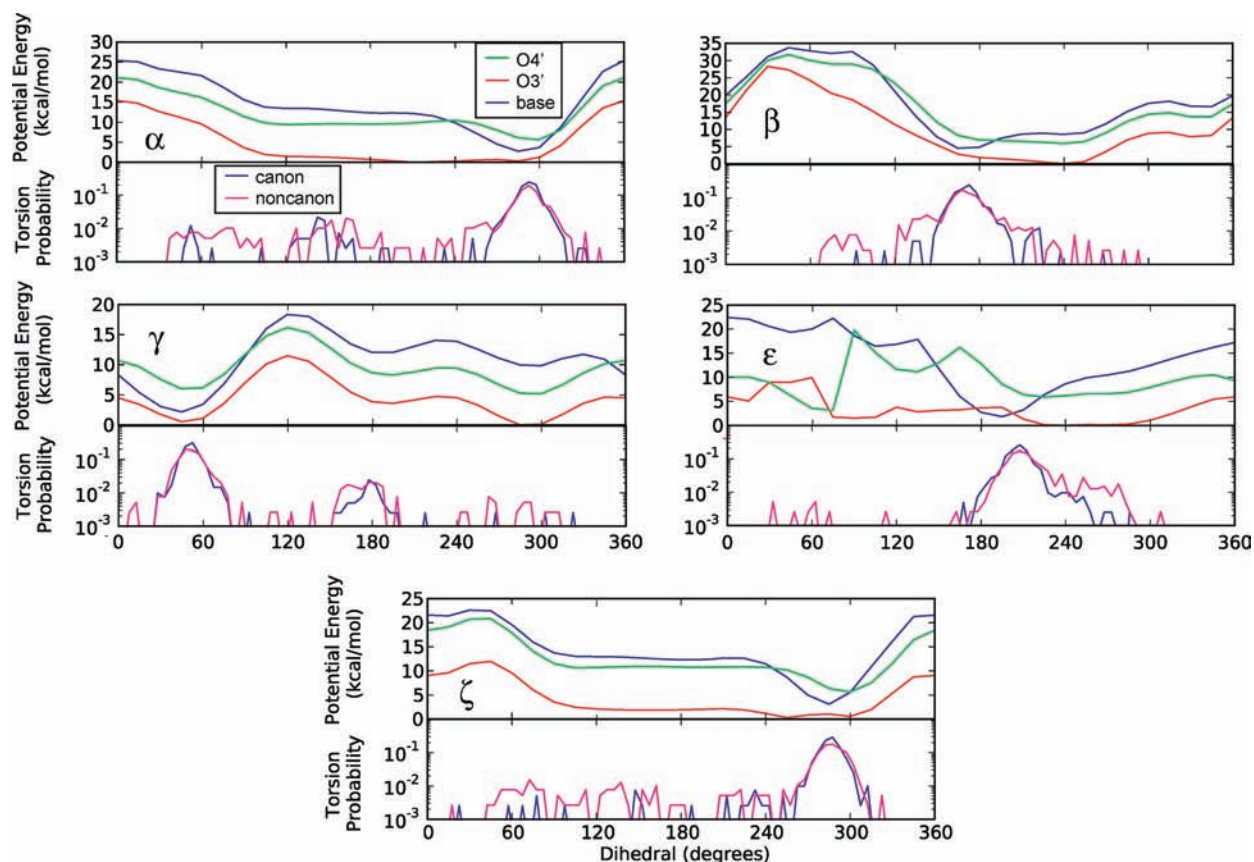 Potential Energy
(kcal/mol)
30
25
20
15
10
5
0
α
O4'
O3'
base
Torsion
Probability
10-1
10-2
10-3
canon
noncanon
35
30
25
20
15
10
5
0
β
10-1
10-2
10-3
Potential Energy
(kcal/mol)
20
15
10
5
0
γ
Torsion
Probability
10-1
10-2
10-3
0 60 120 180 240 300 360
25
20
15
10
5
0
ε
10-1
10-2
10-3
0 60 120 180 240 300 360
Potential Energy
(kcal/mol)
25
20
15
10
5
0
ζ
Torsion
Probability
10-1
10-2
10-3
0 60 120 180 240 300 360
Dihedral (degrees)